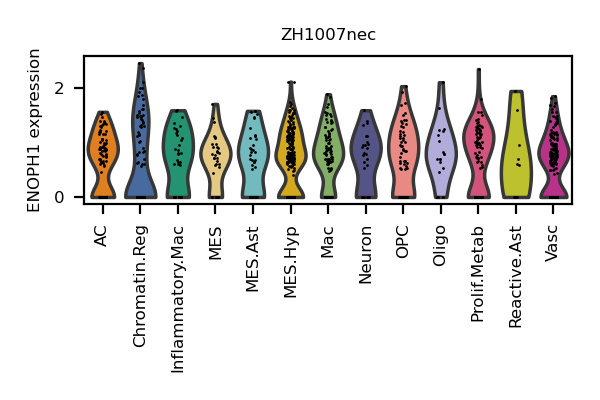 ZH1007nec
ENOPH1 expression
2
0
AC
Chromatin.Reg
Inflammatory.Mac
MES
MES.Ast
MES.Hyp
Mac
Neuron
OPC
Oligo
Prolif.Metab
Reactive.Ast
Vasc